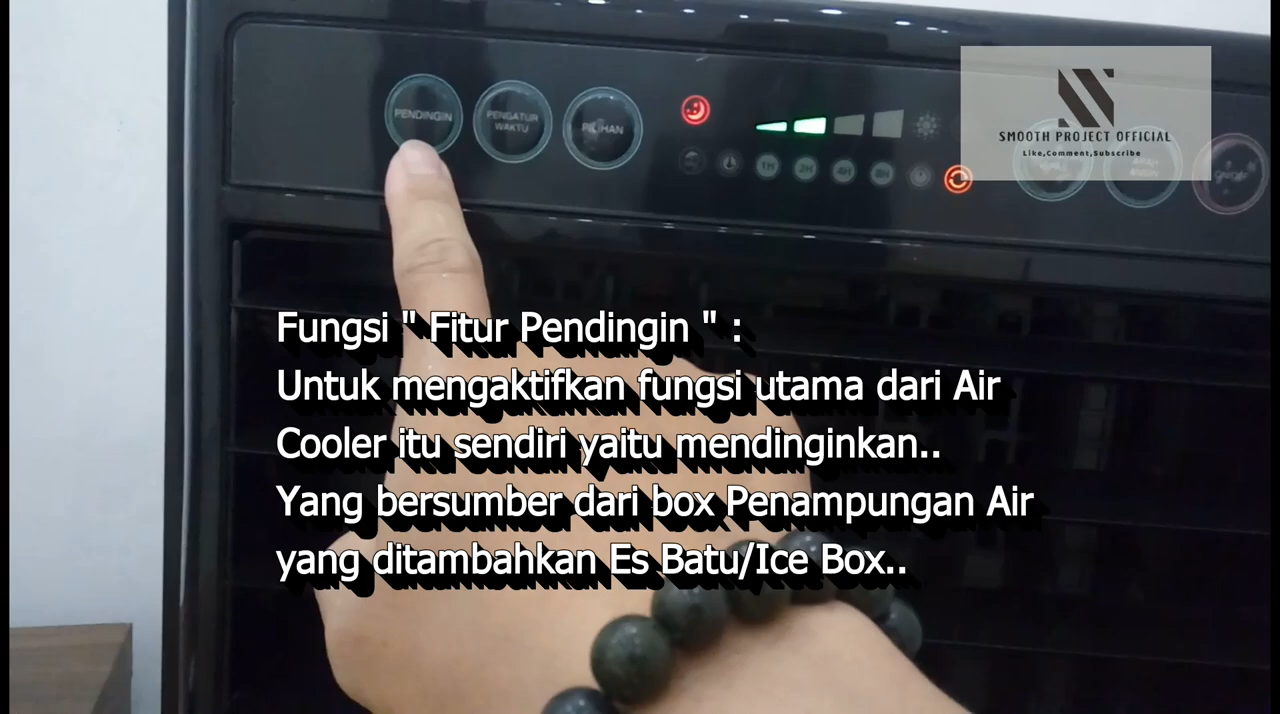 PENDINGIN
PENGATUR
WAKTU
PILIHAN
1H
2H
4H
8H
SMOOTH PROJECT OFFICIAL
Like,Comment,Subscribe
Fungsi " Fitur Pendingin " :
Untuk mengaktifkan fungsi utama dari Air
Cooler itu sendiri yaitu mendinginkan..
Yang bersumber dari box Penampungan Air
yang ditambahkan Es Batu/Ice Box..